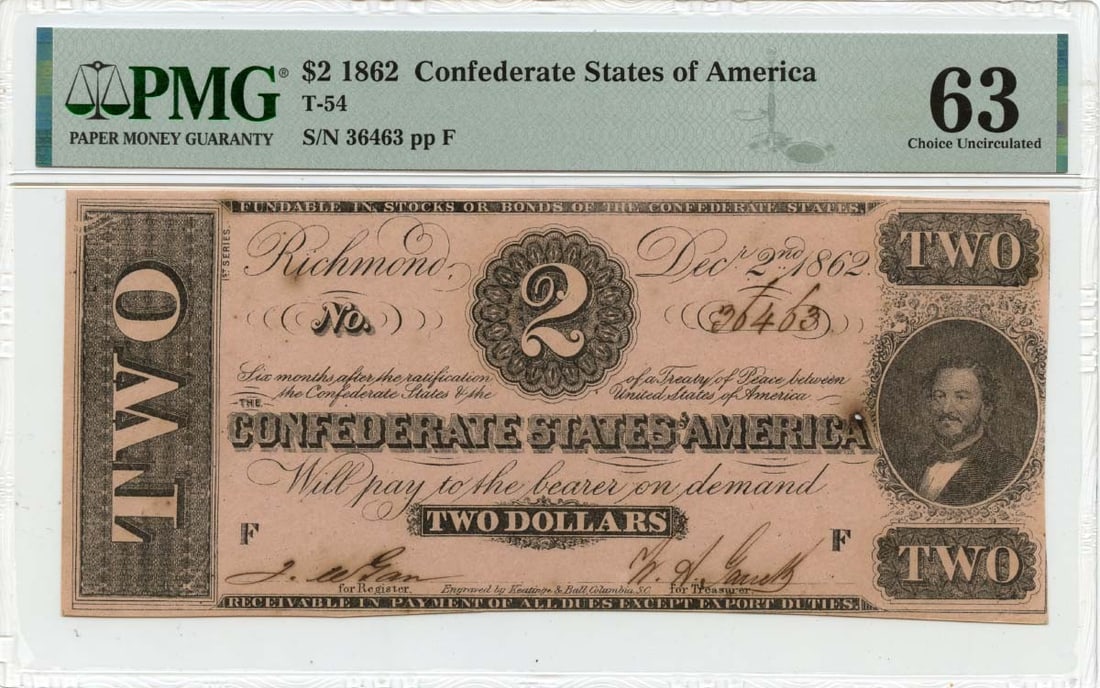 PMG®
PAPER MONEY GUARANTY
$2 1862 Confederate States of America
T-54
S/N 36463 pp F
63
Choice Uncirculated
FUNDABLE IN STOCKS OR BONDS OF THE CONFEDERATE STATES.
TWO
1ST SERIES.
Richmond, Decr 2nd 1862
2
No. 36463
TWO
Six months after the ratification of a Treaty of Peace between
the Confederate States & the United States of America
THE
CONFEDERATE STATES OF AMERICA
Will pay to the bearer on demand
TWO DOLLARS
F F
TWO
for Register. Engraved by Keatinge & Ball Columbia S.C. for Treasurer
RECEIVABLE IN PAYMENT OF ALL DUES EXCEPT EXPORT DUTIES.